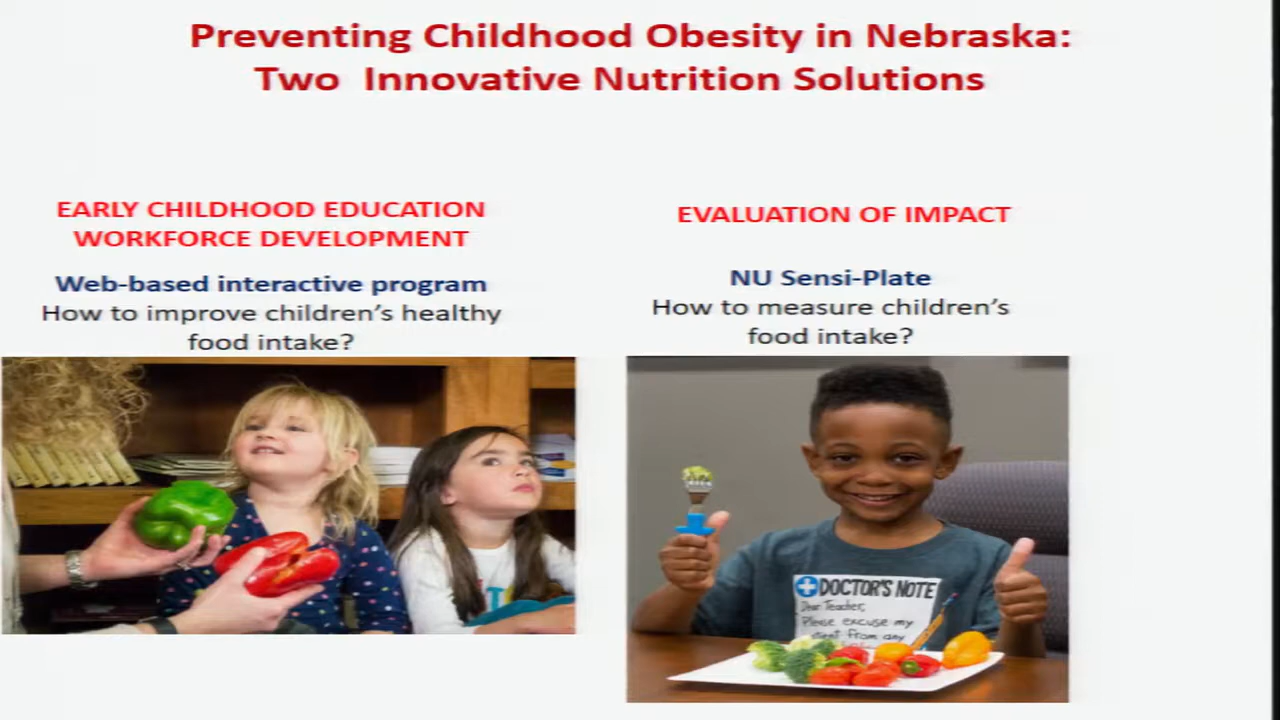 Preventing Childhood Obesity in Nebraska:
Two Innovative Nutrition Solutions
EARLY CHILDHOOD EDUCATION
WORKFORCE DEVELOPMENT
Web-based interactive program
How to improve children's healthy
food intake?
EVALUATION OF IMPACT
NU Sensi-Plate
How to measure children's
food intake?
DOCTOR'S NOTE
Dear Teacher,
Please excuse my
from any